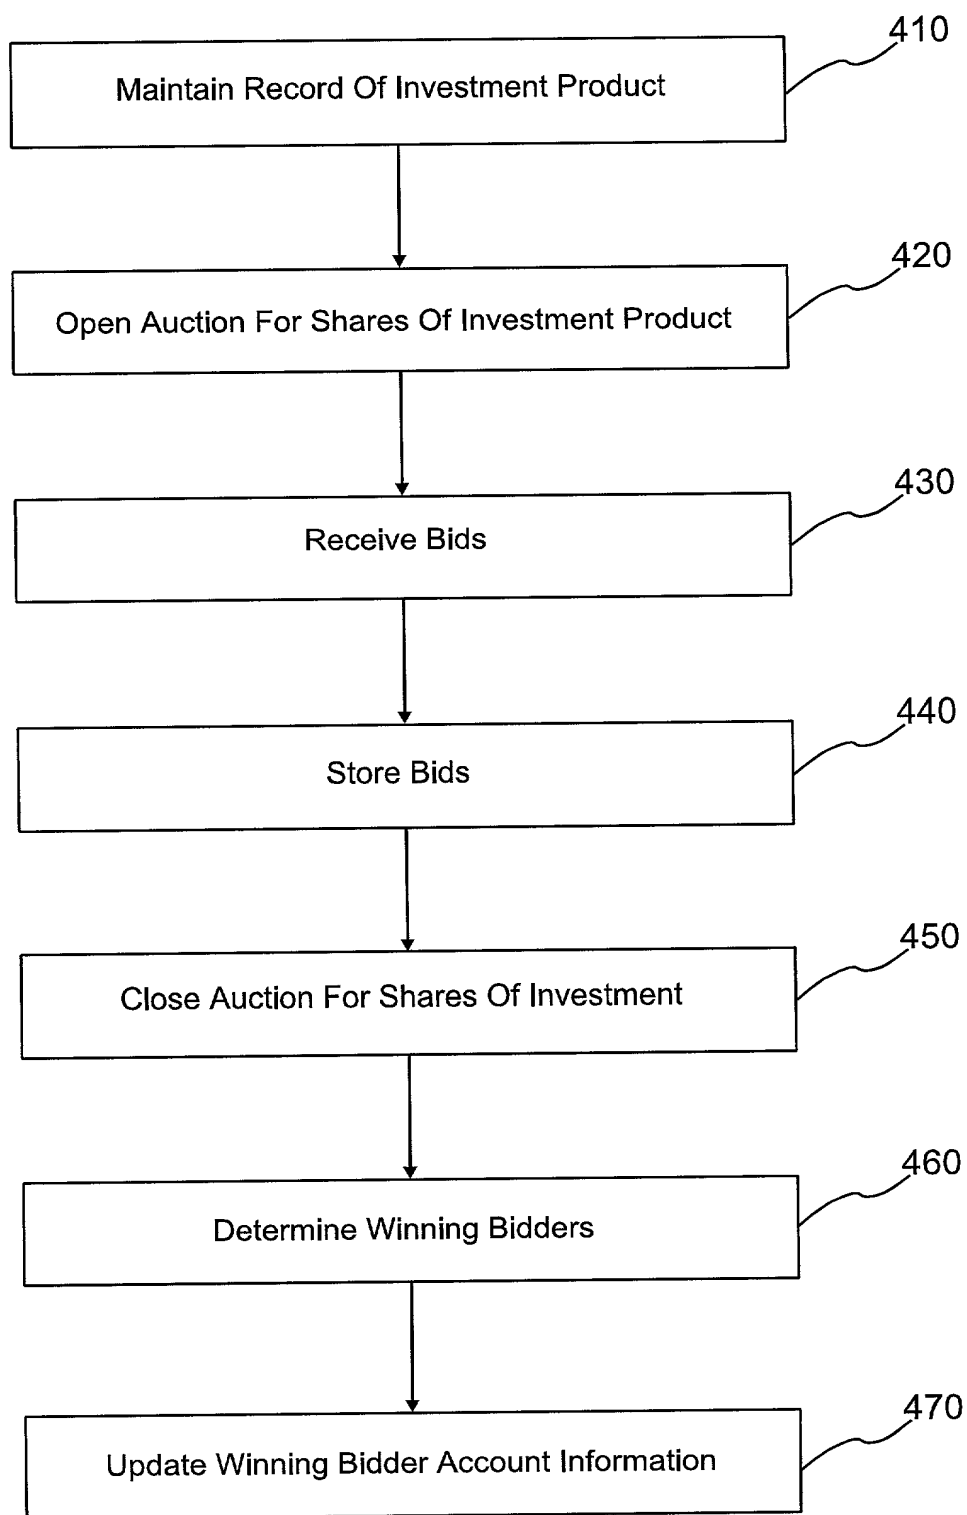 410
Maintain Record Of Investment Product
420
Open Auction For Shares Of Investment Product
430
Receive Bids
440
Store Bids
450
Close Auction For Shares Of Investment
460
Determine Winning Bidders
470
Update Winning Bidder Account Information